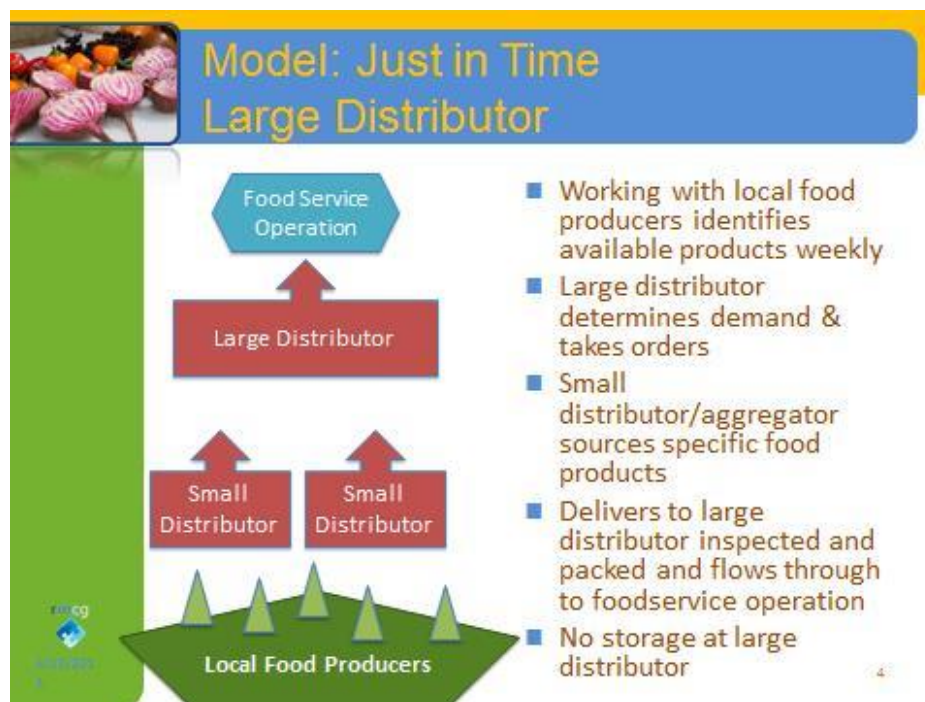 Model: Just in Time
Large Distributor
Food Service
Operation
Large Distributor
Small
Distributor
Small
Distributor
Local Food Producers
Working with local food
producers identifies
available products weekly
Large distributor
determines demand &
takes orders
Small
distributor/aggregator
sources specific food
products
Delivers to large
distributor inspected and
packed and flows through
to foodservice operation
No storage at large
distributor
4